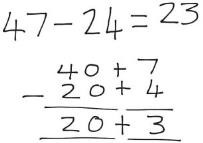 47 - 24 = 23
40 + 7
- 20 + 4
20 + 3